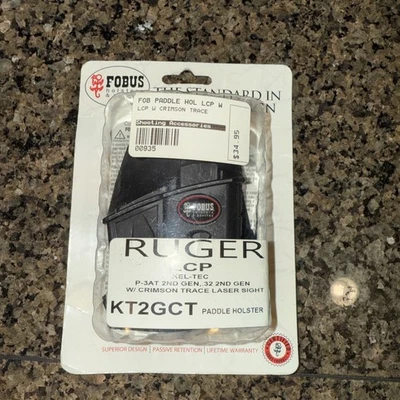 FOBUS
holsters
THE STANDARD IN
FOB PADDLE HOL LCP W
LCP W CRIMSON TRACE
Shooting Accessories
00935
$34.95
FOBUS
RUGER
LCP
KEL-TEC
P-3AT 2ND GEN, 32 2ND GEN
W/ CRIMSON TRACE LASER SIGHT
KT2GCT PADDLE HOLSTER
SUPERIOR DESIGN | PASSIVE RETENTION | LIFETIME WARRANTY